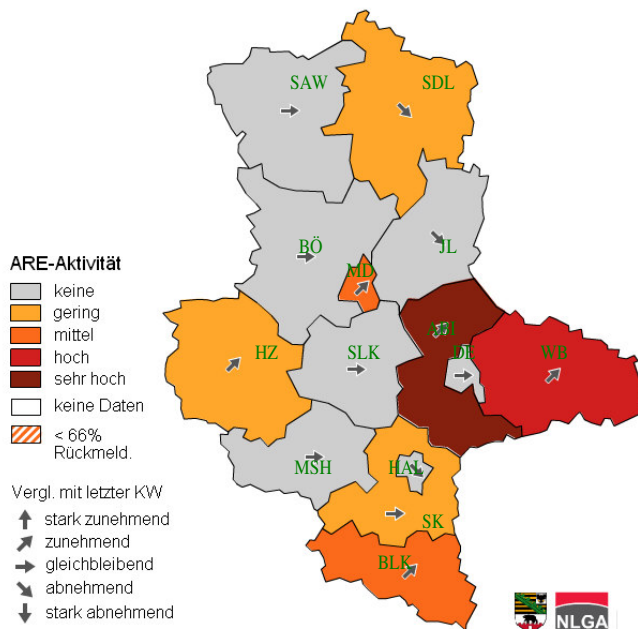 SAW
SDL
BÖ
JL
MD
ABI
HZ
SLK
DE
WB
MSH
HAL
SK
BLK
ARE-Aktivität
keine
gering
mittel
hoch
sehr hoch
keine Daten
< 66%
Rückmeld.
Vergl. mit letzter KW
stark zunehmend
zunehmend
gleichbleibend
abnehmend
stark abnehmend
NLGA